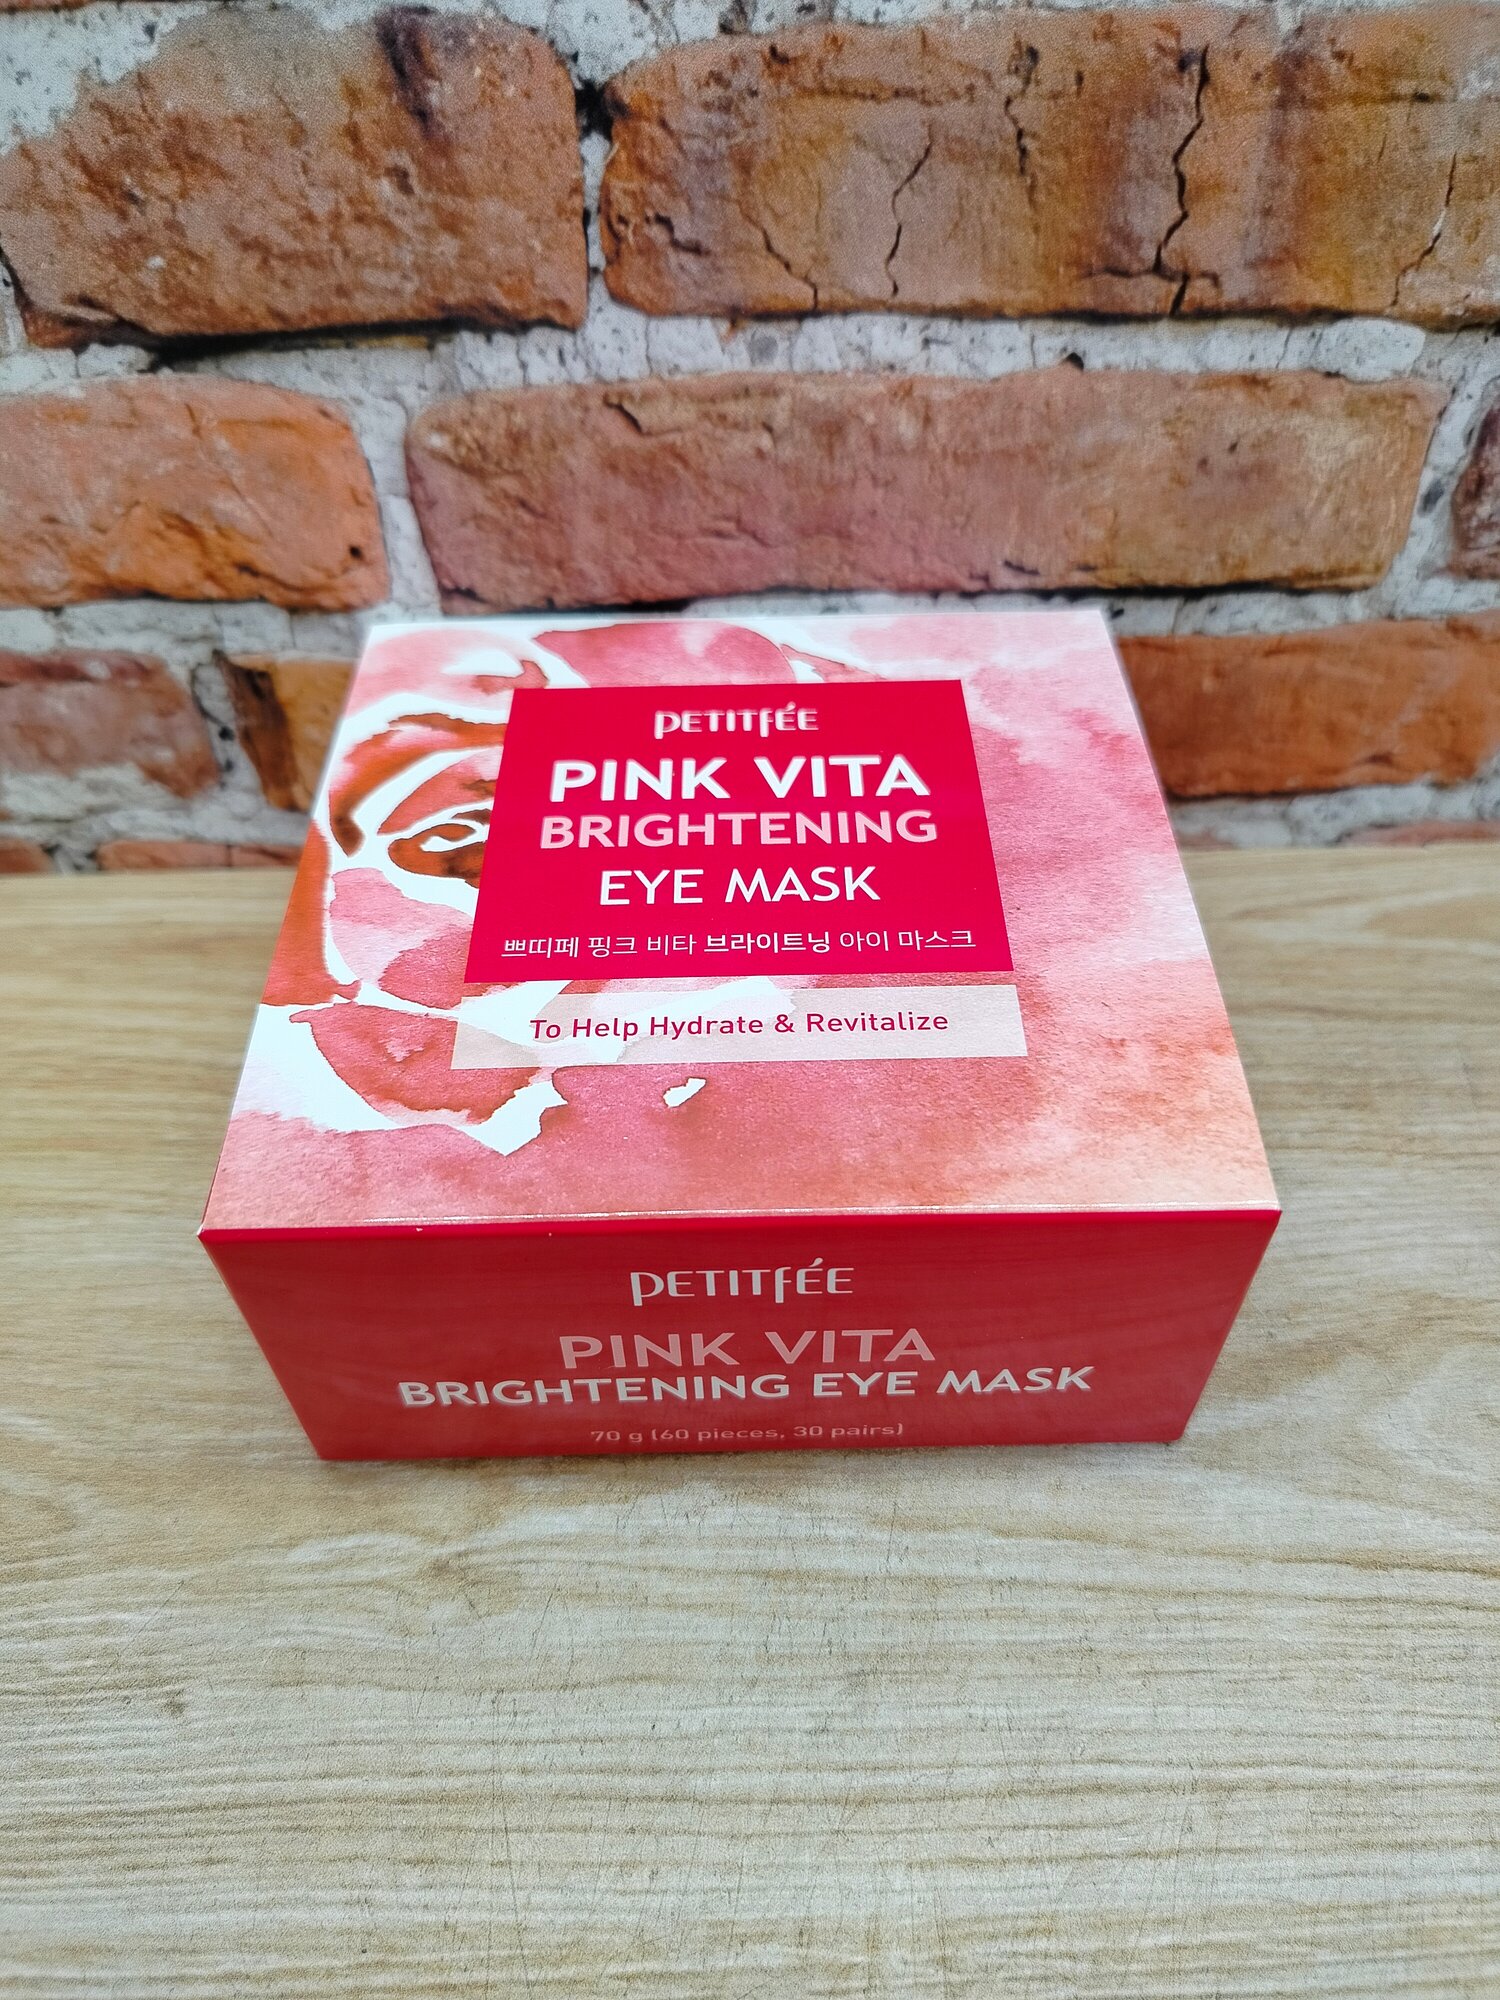 PETITFÉE
PINK VITA
BRIGHTENING
EYE MASK
쁘띠페 핑크 비타 브라이트닝 아이 마스크
To Help Hydrate & Revitalize
PETITFÉE
PINK VITA
BRIGHTENING EYE MASK
70 g (60 pieces, 30 pairs)